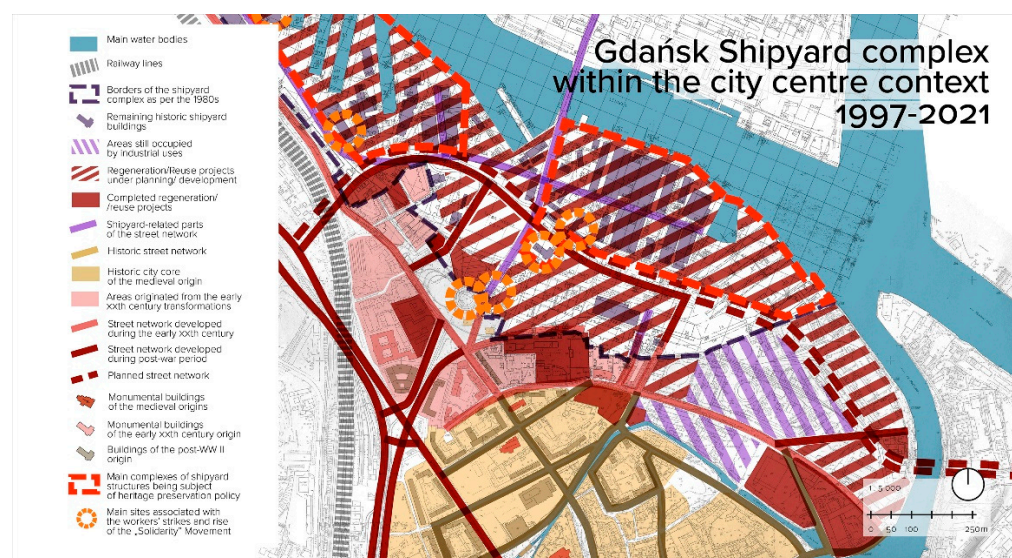 Gdańsk Shipyard complex
within the city centre context
1997-2021
Main water bodies
Railway lines
Borders of the shipyard
complex as per the 1980s
Remaining historic shipyard
buildings
Areas still occupied
by industrial uses
Regeneration/Reuse projects
under planning/ development
Completed regeneration/
/reuse projects
Shipyard-related parts
of the street network
Historic street network
Historic city core
of the medieval origin
Areas originated from the early
xxth century transformations
Street network developed
during the early xxth century
Street network developed
during post-war period
Planned street network
Monumental buildings
of the medieval origins
Monumental buildings
of the early xxth century origin
Buildings of the post-WW II
origin
Main complexes of shipyard
structures being subject
of heritage preservation policy
Main sites associated with
the workers' strikes and rise
of the „Solidarity" Movement
1: 5 000
0 50 100 250m